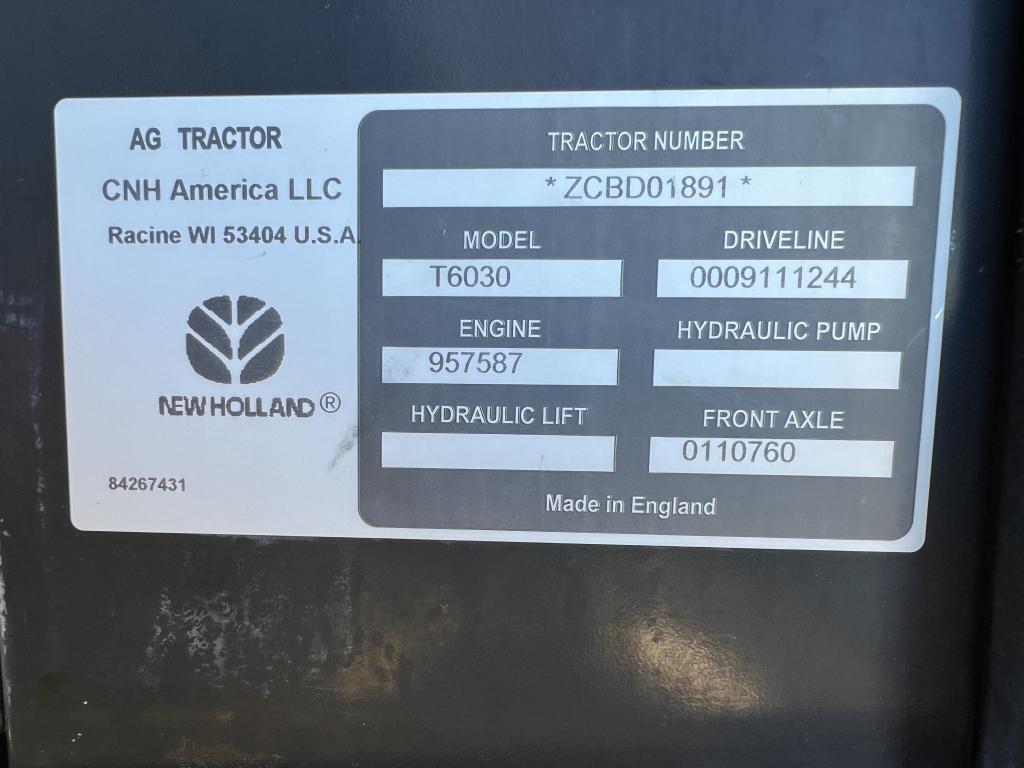 AG TRACTOR
CNH America LLC
Racine WI 53404 U.S.A.
NEW HOLLAND®
84267431
TRACTOR NUMBER
* ZCBD01891 *
MODEL DRIVELINE
T6030 0009111244
ENGINE HYDRAULIC PUMP
957587
HYDRAULIC LIFT FRONT AXLE
0110760
Made in England